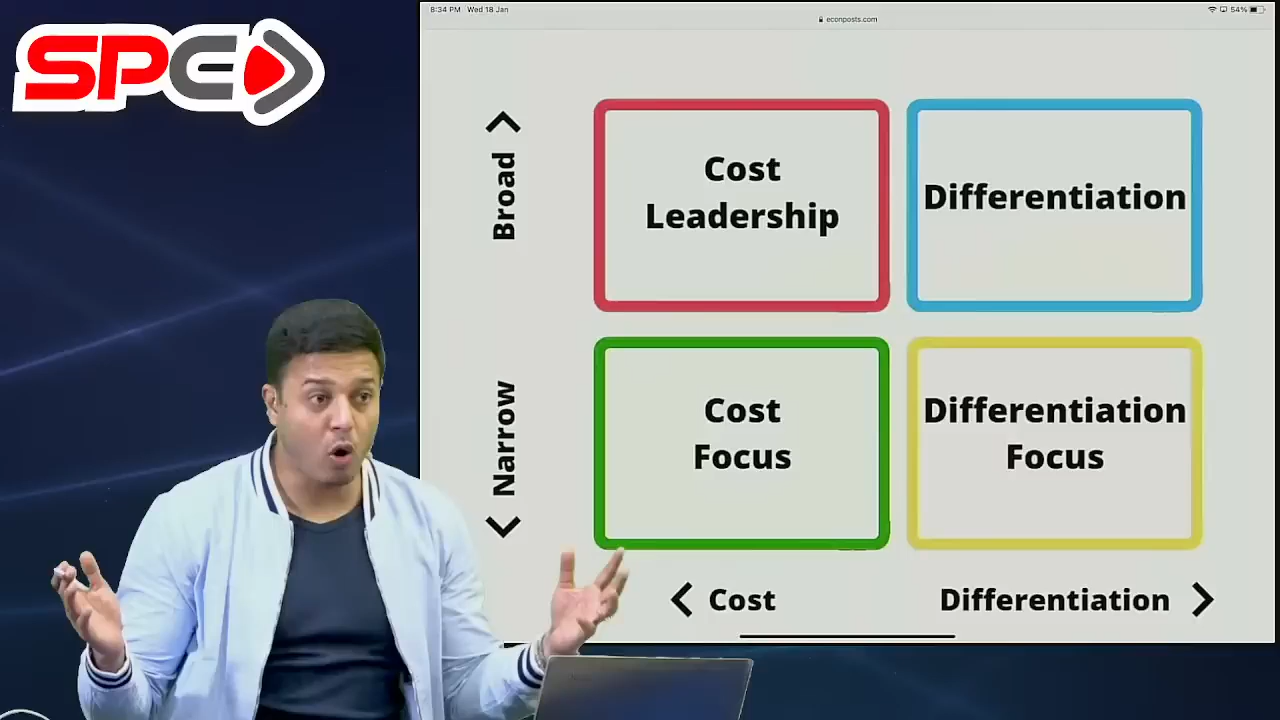 8:34 PM Wed 18 Jan
54%
econposts.com
SPE
Broad
Cost
Leadership
Differentiation
Narrow
Cost
Focus
Differentiation
Focus
Cost
Differentiation